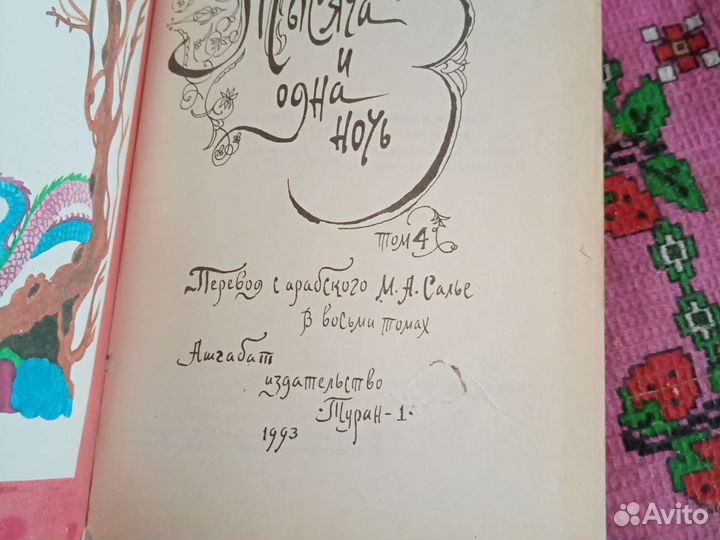 Тысяча
и
одна
ночь
том 4
Перевод с арабского М.А.Салье
В восьми томах
Ашгабат
издательство
·Туран-1·
1993
Avito